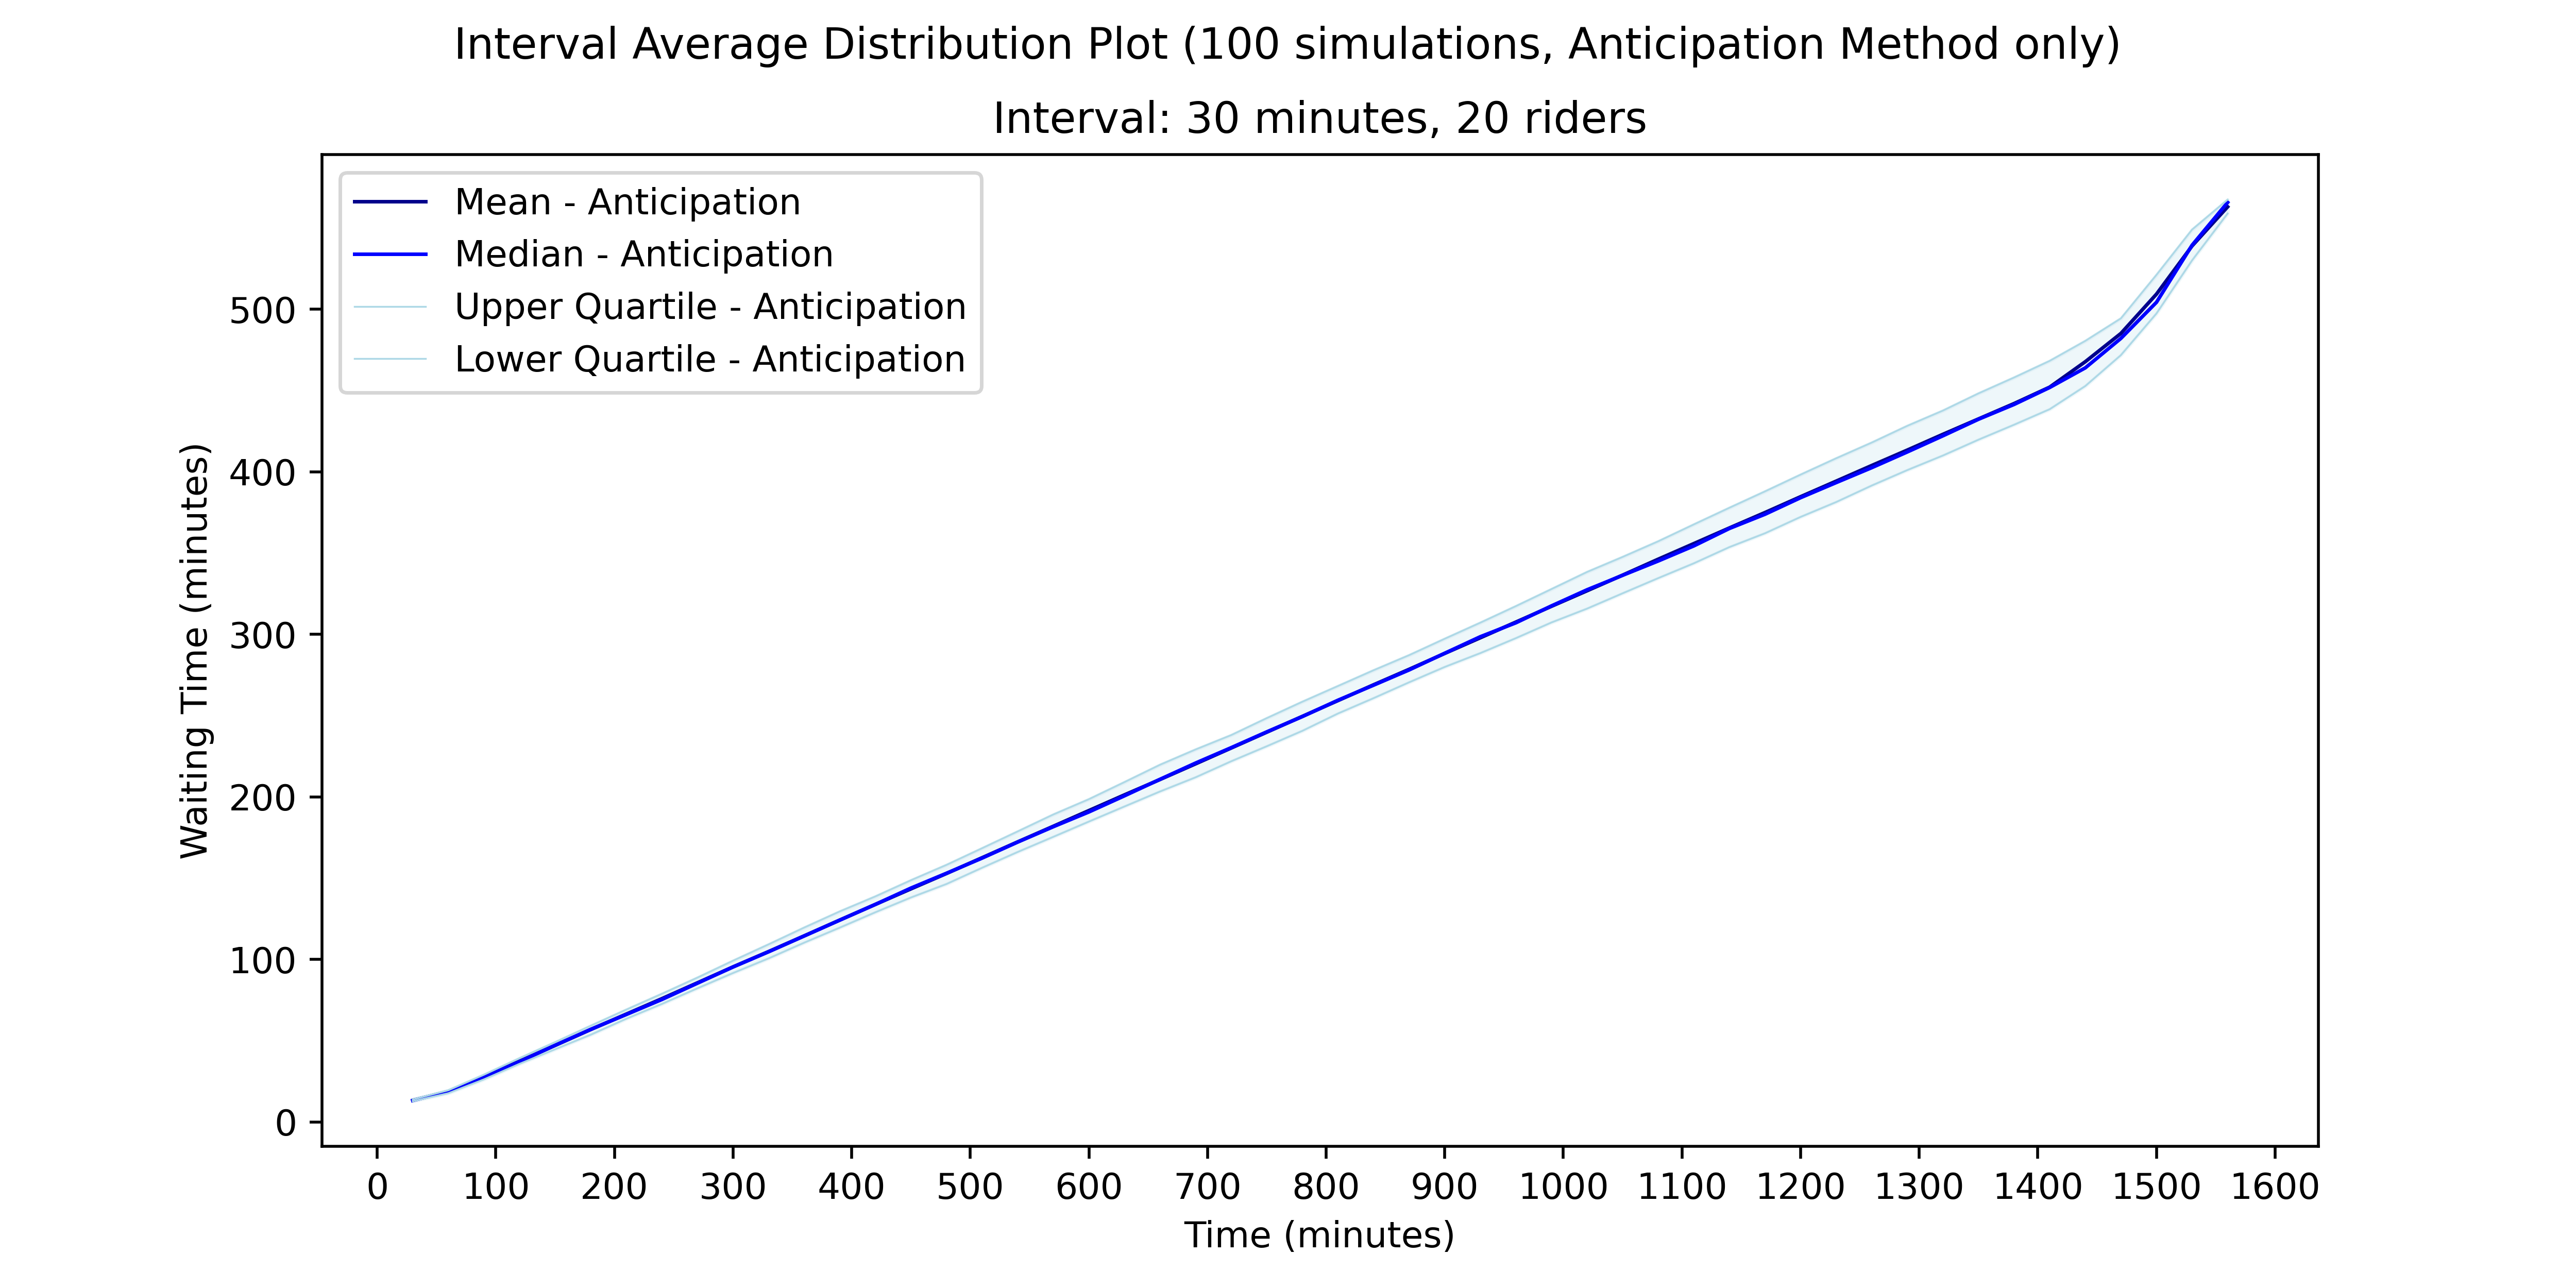 Interval Average Distribution Plot (100 simulations, Anticipation Method only)
Interval: 30 minutes, 20 riders
Mean - Anticipation
Median - Anticipation
Upper Quartile - Anticipation
Lower Quartile - Anticipation
Waiting Time (minutes)
500
400
300
200
100
0
0 100 200 300 400 500 600 700 800 900 1000 1100 1200 1300 1400 1500 1600
Time (minutes)